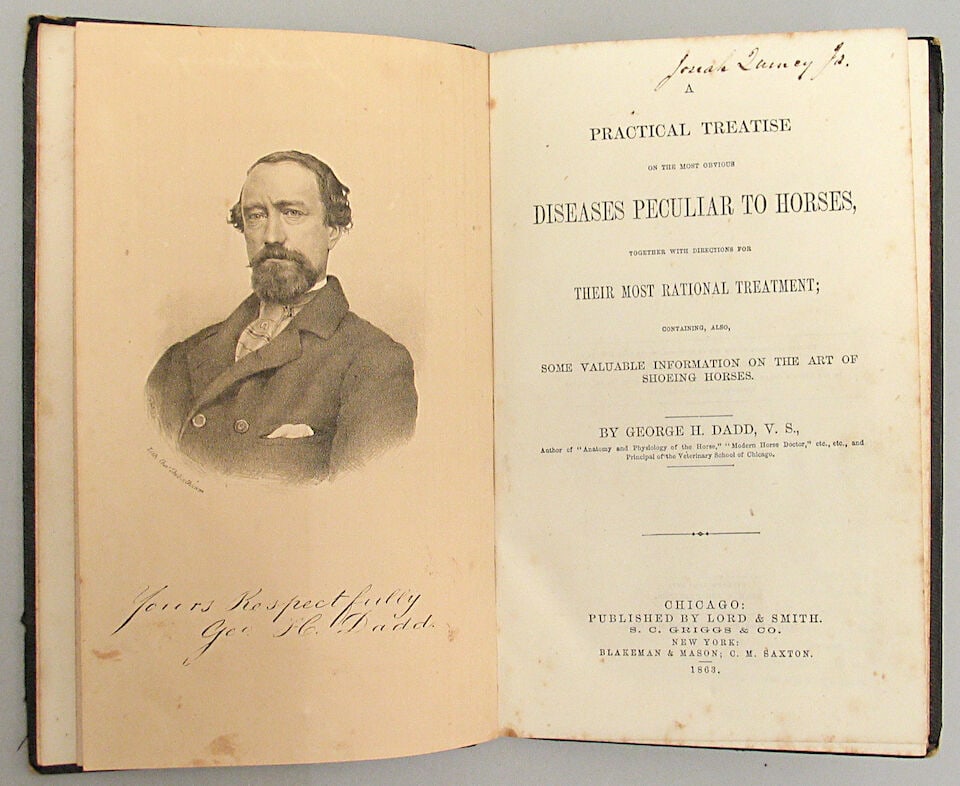 Yours Respectfully
Geo. H. Dadd.
Josiah Quincy Jr.
A
PRACTICAL TREATISE
ON THE MOST OBVIOUS
DISEASES PECULIAR TO HORSES,
TOGETHER WITH DIRECTIONS FOR
THEIR MOST RATIONAL TREATMENT;
CONTAINING, ALSO,
SOME VALUABLE INFORMATION ON THE ART OF
SHOEING HORSES.
BY GEORGE H. DADD, V. S.,
Author of "Anatomy and Physiology of the Horse," "Modern Horse Doctor," etc., etc., and
Principal of the Veterinary School of Chicago.
CHICAGO:
PUBLISHED BY LORD & SMITH.
S. C. GRIGGS & CO.
NEW YORK:
BLAKEMAN & MASON; C. M. SAXTON.
1863.